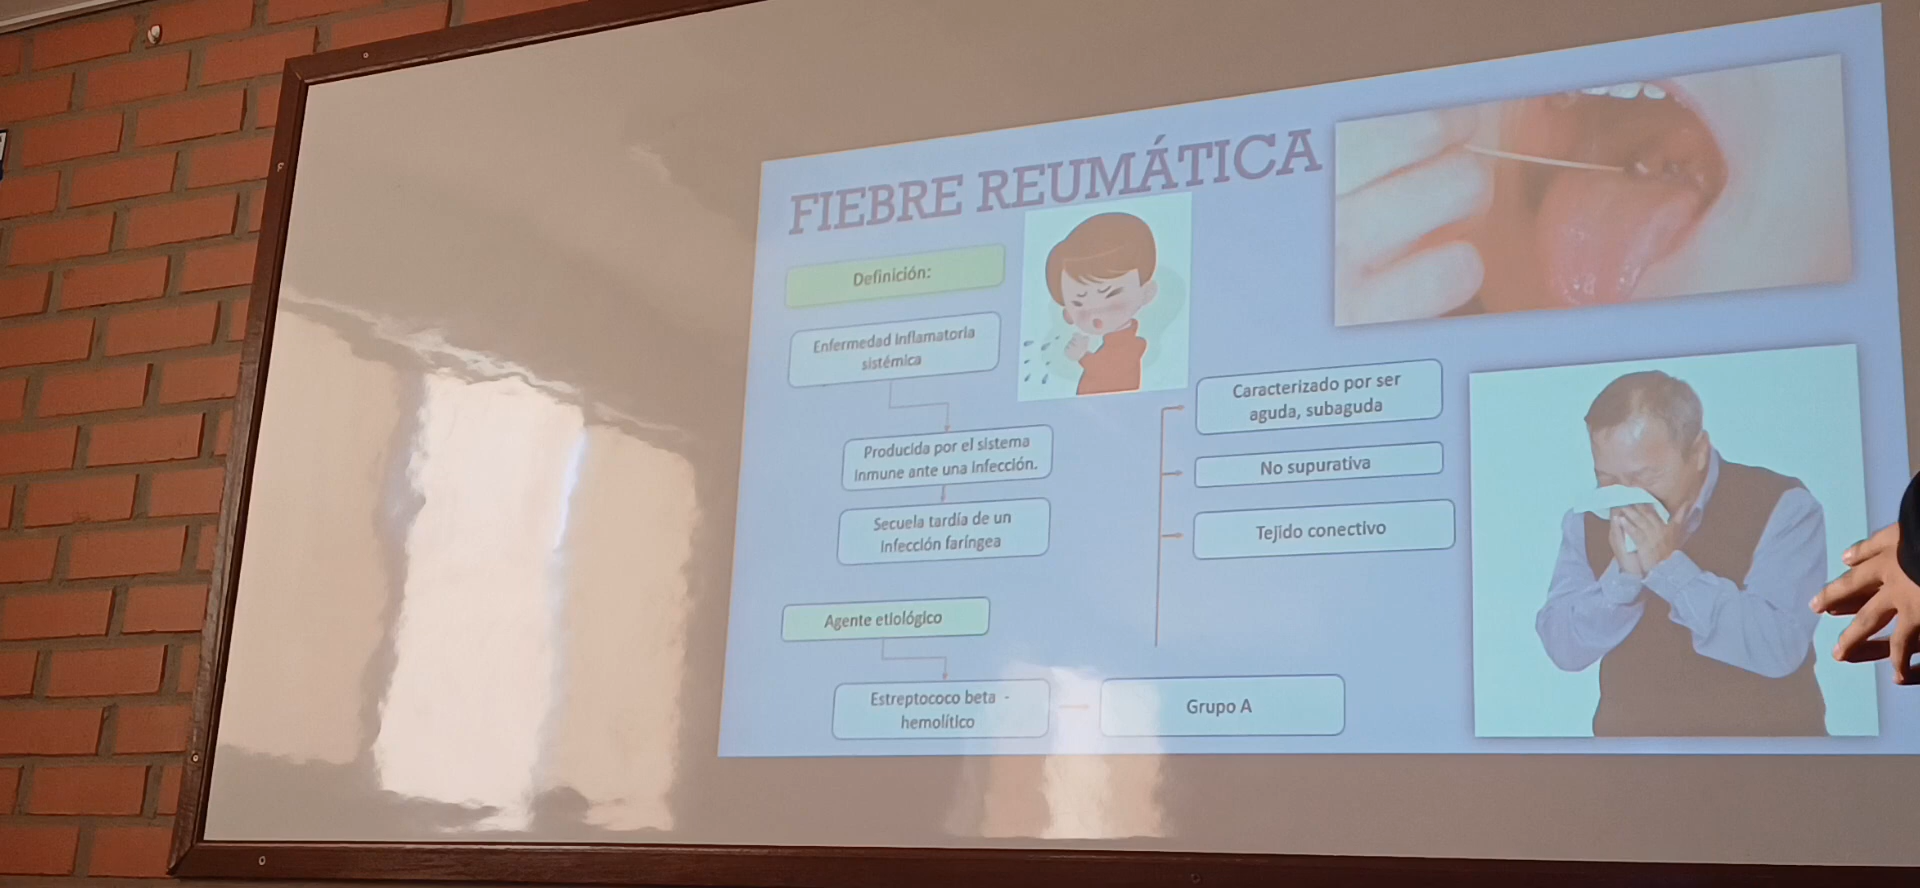 FIEBRE REUMÁTICA
Definición:
Enfermedad Inflamatoria
sistémica
Producida por el sistema
inmune ante una infección.
Secuela tardía de un
infección faríngea
Caracterizado por ser
aguda, subaguda
No supurativa
Tejido conectivo
Agente etiológico
Estreptococo beta -
hemolítico
Grupo A